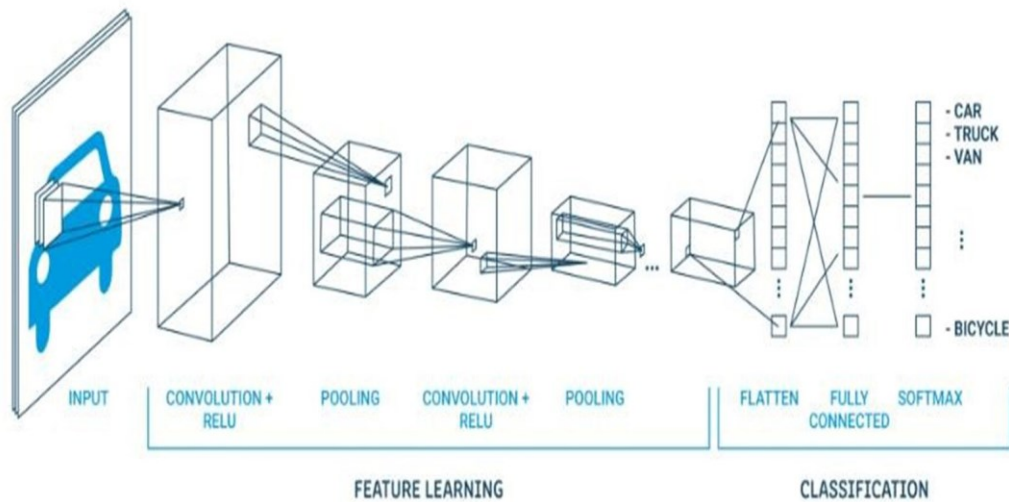 - CAR
- TRUCK
- VAN
- BICYCLE
INPUT
CONVOLUTION +
RELU
POOLING
CONVOLUTION +
RELU
POOLING
FLATTEN
FULLY
CONNECTED
SOFTMAX
FEATURE LEARNING
CLASSIFICATION